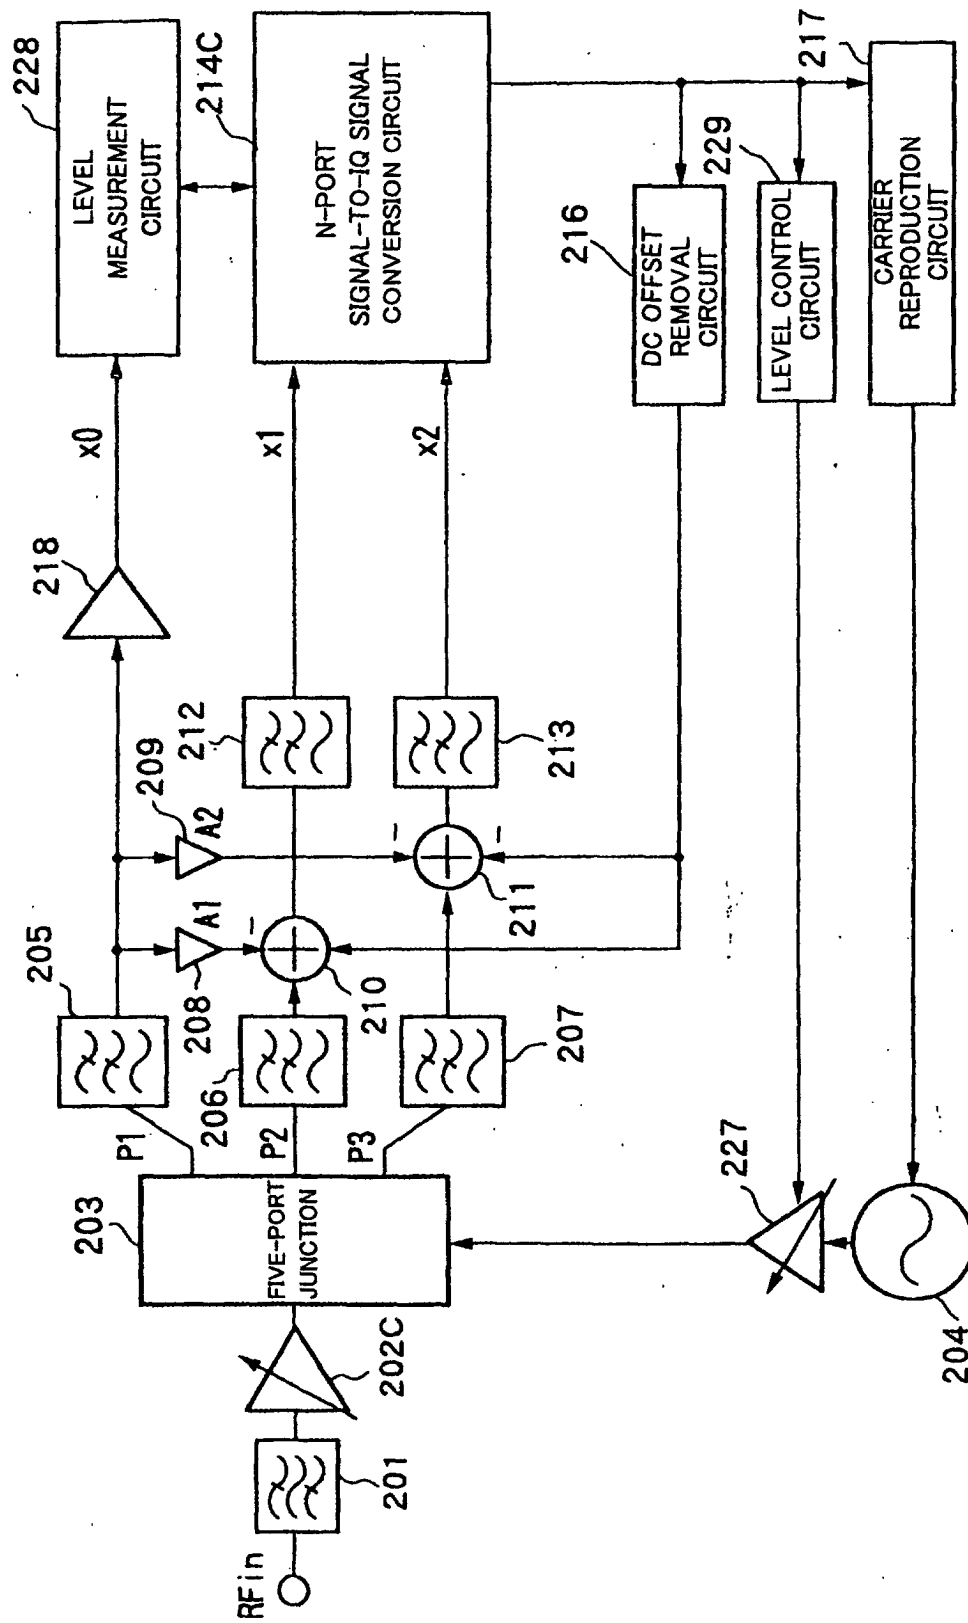 RFin
201
202C
203
FIVE-PORT
JUNCTION
P1
P2
P3
205
206
207
208
A1
209
A2
210
211
212
213
218
x0
x1
x2
228
LEVEL
MEASUREMENT
CIRCUIT
214C
N-PORT
SIGNAL-TO-IQ SIGNAL
CONVERSION CIRCUIT
216
DC OFFSET
REMOVAL
CIRCUIT
229
LEVEL CONTROL
CIRCUIT
217
CARRIER
REPRODUCTION
CIRCUIT
227
204
-
-
-